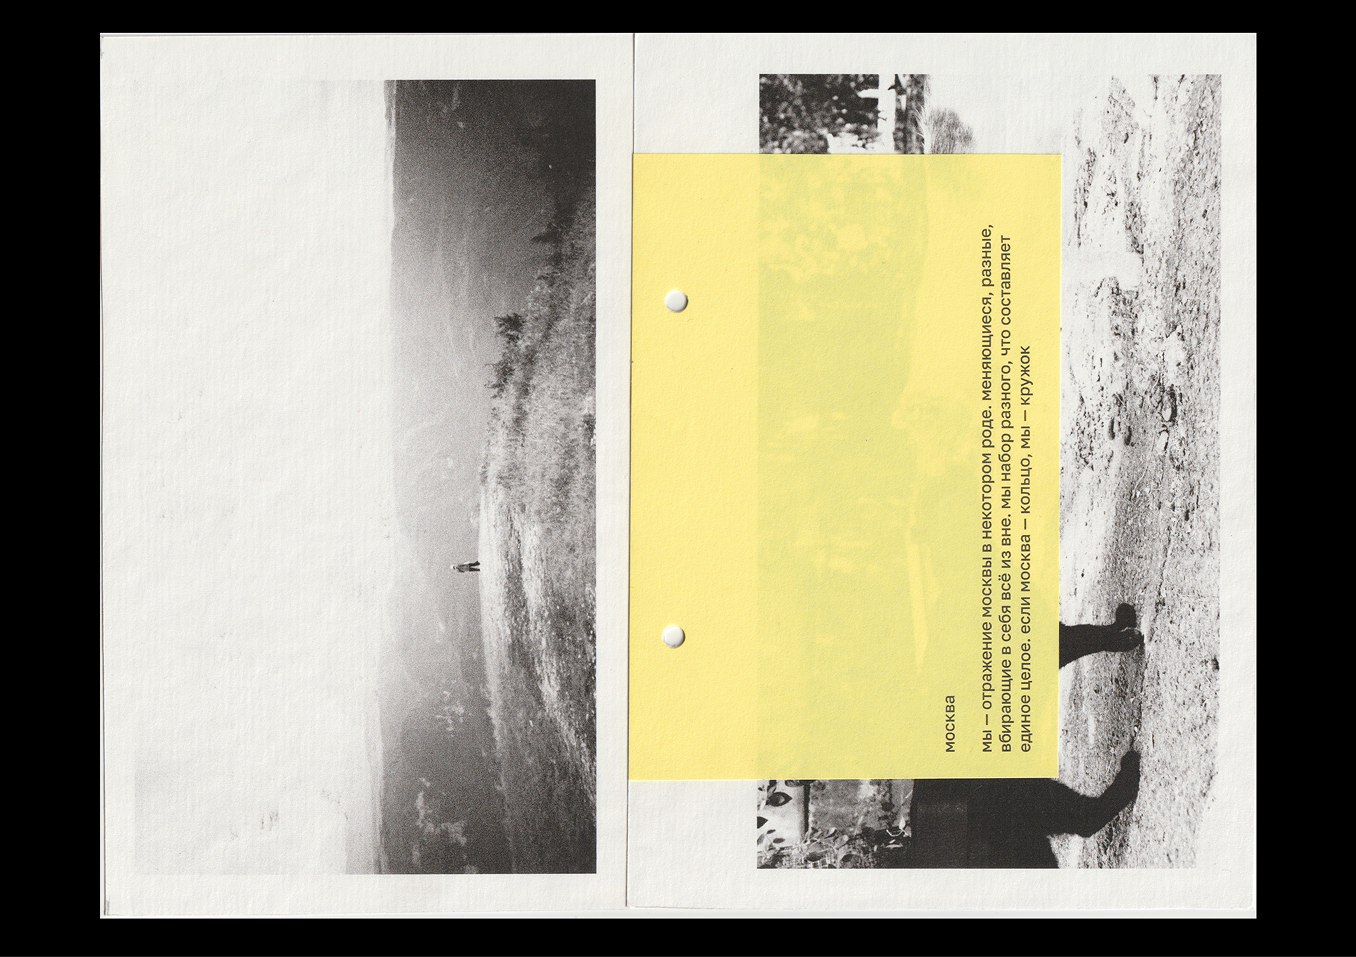 москва
мы — отражение москвы в некотором роде. меняющиеся, разные,
вбирающие в себя всё из вне. мы набор разного, что составляет
единое целое. если москва — кольцо, мы — кружок